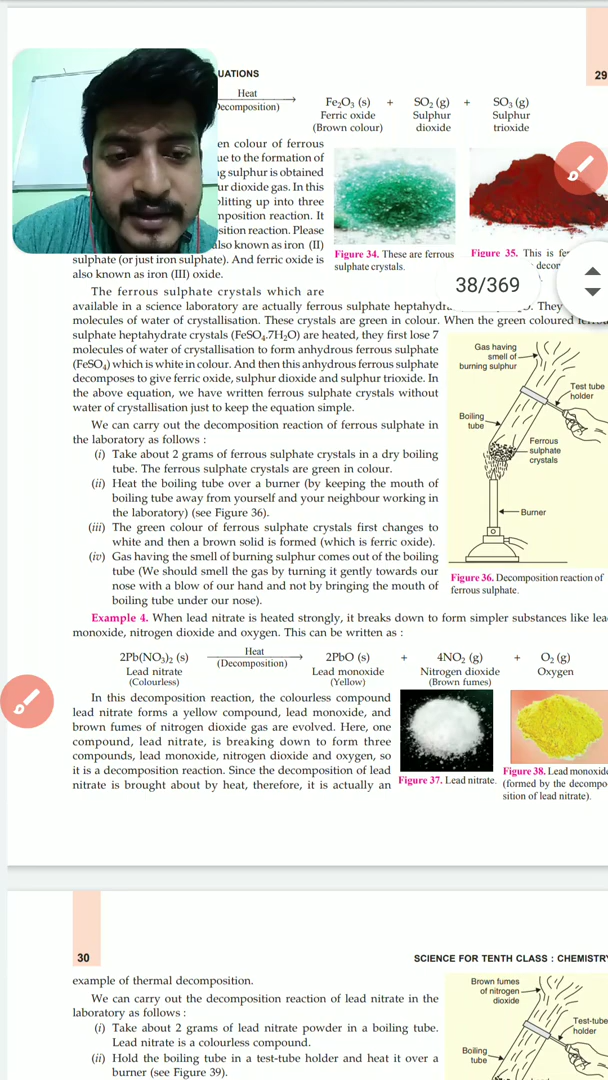 UATIONS
29
Heat
Decomposition)
Fe₂O₃ (s) + SO₂ (g) + SO₃ (g)
Ferric oxide Sulphur Sulphur
(Brown colour) dioxide trioxide
en colour of ferrous
ue to the formation of
g sulphur is obtained
ur dioxide gas. In this
plitting up into three
mposition reaction. It
sition reaction. Please
also known as iron (II)
sulphate (or just iron sulphate). And ferric oxide is
also known as iron (III) oxide.
Figure 34. These are ferrous
sulphate crystals.
Figure 35. This is
38/369
The ferrous sulphate crystals which are
available in a science laboratory are actually ferrous sulphate They
molecules of water of crystallisation. These crystals are green in colour. When the green coloured
sulphate heptahydrate crystals (FeSO₄.7H₂O) are heated, they first lose 7
molecules of water of crystallisation to form anhydrous ferrous sulphate
(FeSO₄) which is white in colour. And then this anhydrous ferrous sulphate
decomposes to give ferric oxide, sulphur dioxide and sulphur trioxide. In
the above equation, we have written ferrous sulphate crystals without
water of crystallisation just to keep the equation simple.
We can carry out the decomposition reaction of ferrous sulphate in
the laboratory as follows :
(i) Take about 2 grams of ferrous sulphate crystals in a dry boiling
tube. The ferrous sulphate crystals are green in colour.
(ii) Heat the boiling tube over a burner (by keeping the mouth of
boiling tube away from yourself and your neighbour working in
the laboratory) (see Figure 36).
(iii) The green colour of ferrous sulphate crystals first changes to
white and then a brown solid is formed (which is ferric oxide).
(iv) Gas having the smell of burning sulphur comes out of the boiling
tube (We should smell the gas by turning it gently towards our
nose with a blow of our hand and not by bringing the mouth of
boiling tube under our nose).
Gas having
smell of
burning sulphur
Test tube
holder
Boiling
tube
Ferrous
sulphate
crystals
Burner
Figure 36. Decomposition reaction of
ferrous sulphate.
Example 4. When lead nitrate is heated strongly, it breaks down to form simpler substances like lea
monoxide, nitrogen dioxide and oxygen. This can be written as :
2Pb(NO₃)₂ (s) Heat 2PbO (s) + 4NO₂ (g) + O₂ (g)
Lead nitrate (Decomposition) Lead monoxide Nitrogen dioxide Oxygen
(Colourless) (Yellow) (Brown fumes)
In this decomposition reaction, the colourless compound
lead nitrate forms a yellow compound, lead monoxide, and
brown fumes of nitrogen dioxide gas are evolved. Here, one
compound, lead nitrate, is breaking down to form three
compounds, lead monoxide, nitrogen dioxide and oxygen, so
it is a decomposition reaction. Since the decomposition of lead
nitrate is brought about by heat, therefore, it is actually an
Figure 37. Lead nitrate.
Figure 38. Lead monoxide
(formed by the decompo-
sition of lead nitrate).
30
SCIENCE FOR TENTH CLASS : CHEMISTRY
example of thermal decomposition.
We can carry out the decomposition reaction of lead nitrate in the
laboratory as follows :
(i) Take about 2 grams of lead nitrate powder in a boiling tube.
Lead nitrate is a colourless compound.
(ii) Hold the boiling tube in a test-tube holder and heat it over a
burner (see Figure 39).
Brown fumes
of nitrogen
dioxide
Test-tube
holder
Boiling
tube